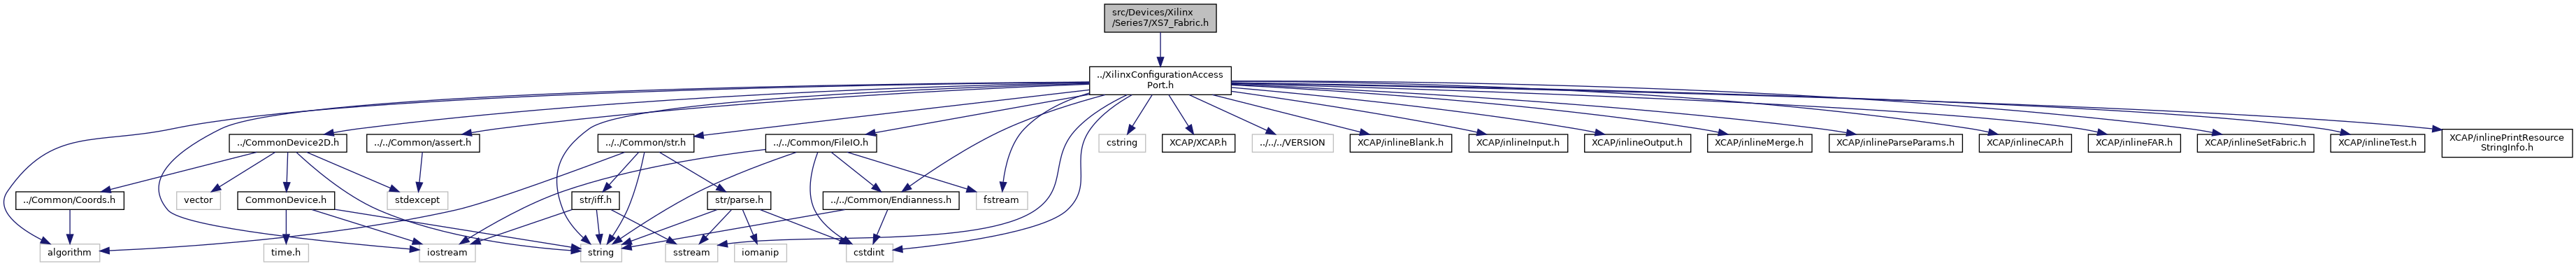 src/Devices/Xilinx
/Series7/XS7_Fabric.h
../XilinxConfigurationAccess
Port.h
../CommonDevice2D.h
../../Common/assert.h
../../Common/str.h
../../Common/FileIO.h
cstring
XCAP/XCAP.h
../../../VERSION
XCAP/inlineBlank.h
XCAP/inlineInput.h
XCAP/inlineOutput.h
XCAP/inlineMerge.h
XCAP/inlineParseParams.h
XCAP/inlineCAP.h
XCAP/inlineFAR.h
XCAP/inlineSetFabric.h
XCAP/inlineTest.h
XCAP/inlinePrintResource
StringInfo.h
../Common/Coords.h
vector
CommonDevice.h
stdexcept
str/iff.h
str/parse.h
../../Common/Endianness.h
fstream
algorithm
time.h
iostream
string
sstream
iomanip
cstdint